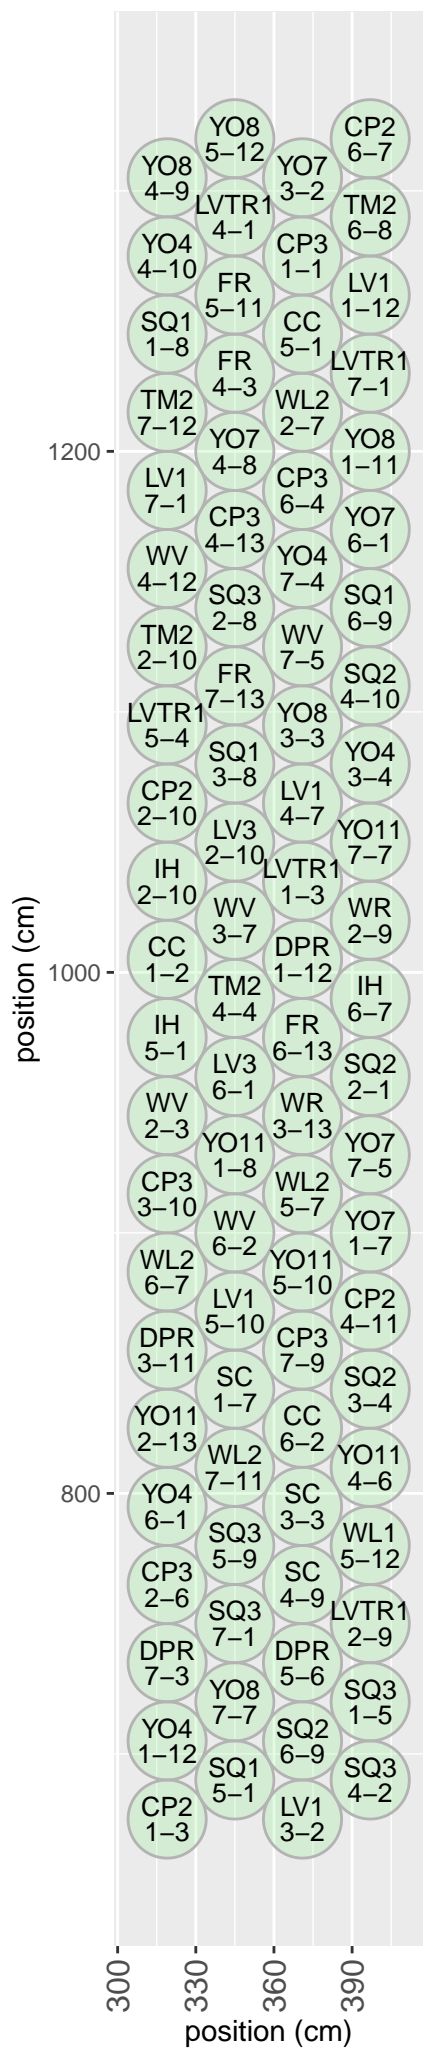 YO8
4−9
YO4
4−10
SQ1
1−8
TM2
7−12
LV1
7−1
WV
4−12
TM2
2−10
LVTR1
5−4
CP2
2−10
IH
2−10
CC
1−2
IH
5−1
WV
2−3
CP3
3−10
WL2
6−7
DPR
3−11
YO11
2−13
YO4
6−1
CP3
2−6
DPR
7−3
YO4
1−12
CP2
1−3
YO8
5−12
LVTR1
4−1
FR
5−11
FR
4−3
YO7
4−8
CP3
4−13
SQ3
2−8
FR
7−13
SQ1
3−8
LV3
2−10
WV
3−7
TM2
4−4
LV3
6−1
YO11
1−8
WV
6−2
LV1
5−10
SC
1−7
WL2
7−11
SQ3
5−9
SQ3
7−1
YO8
7−7
SQ1
5−1
YO7
3−2
CP3
1−1
CC
5−1
WL2
2−7
CP3
6−4
YO4
7−4
WV
7−5
YO8
3−3
LV1
4−7
LVTR1
1−3
DPR
1−12
FR
6−13
WR
3−13
WL2
5−7
YO11
5−10
CP3
7−9
CC
6−2
SC
3−3
SC
4−9
DPR
5−6
SQ2
6−9
LV1
3−2
CP2
6−7
TM2
6−8
LV1
1−12
LVTR1
7−1
YO8
1−11
YO7
6−1
SQ1
6−9
SQ2
4−10
YO4
3−4
YO11
7−7
WR
2−9
IH
6−7
SQ2
2−1
YO7
7−5
YO7
1−7
CP2
4−11
SQ2
3−4
YO11
4−6
WL1
5−12
LVTR1
2−9
SQ3
1−5
SQ3
4−2
1200
1000
800
position (cm)
300
330
360
390
position (cm)